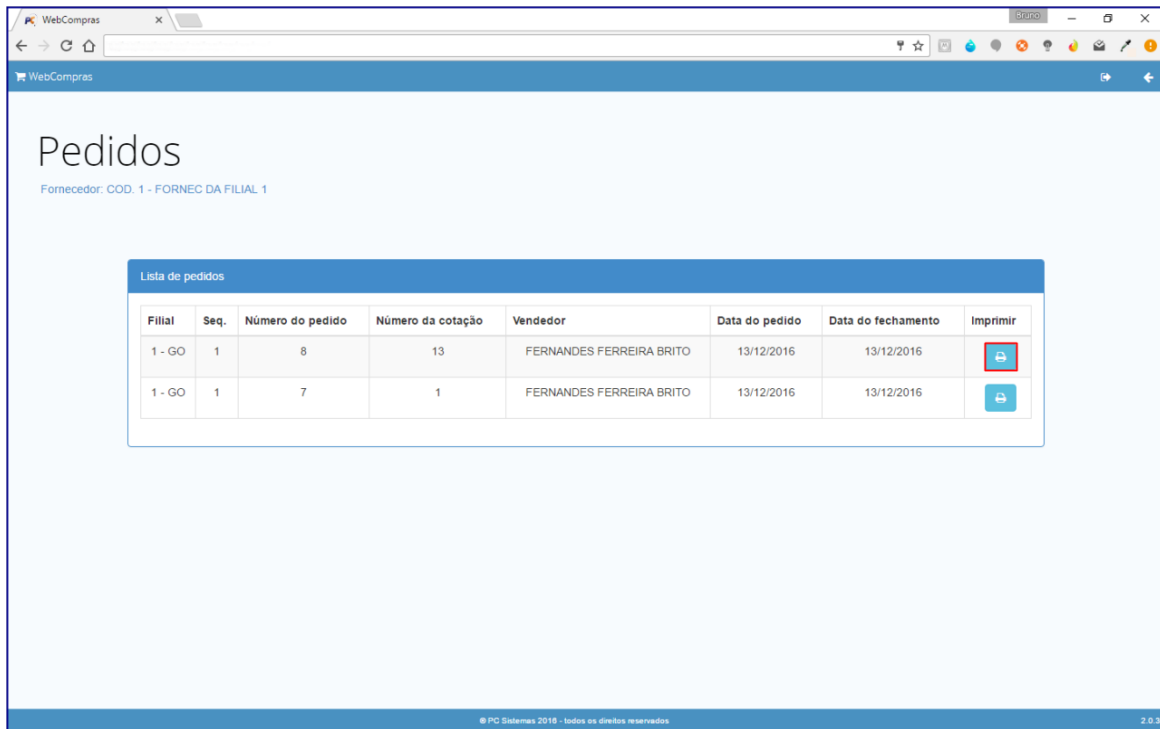 WebCompras
Bruno
WebCompras
Pedidos
Fornecedor: COD. 1 - FORNEC DA FILIAL 1
Lista de pedidos
Filial Seq. Número do pedido Número da cotação Vendedor Data do pedido Data do fechamento Imprimir
1 - GO 1 8 13 FERNANDES FERREIRA BRITO 13/12/2016 13/12/2016
1 - GO 1 7 1 FERNANDES FERREIRA BRITO 13/12/2016 13/12/2016
® PC Sistemas 2016 - todos os direitos reservados 2.0.3